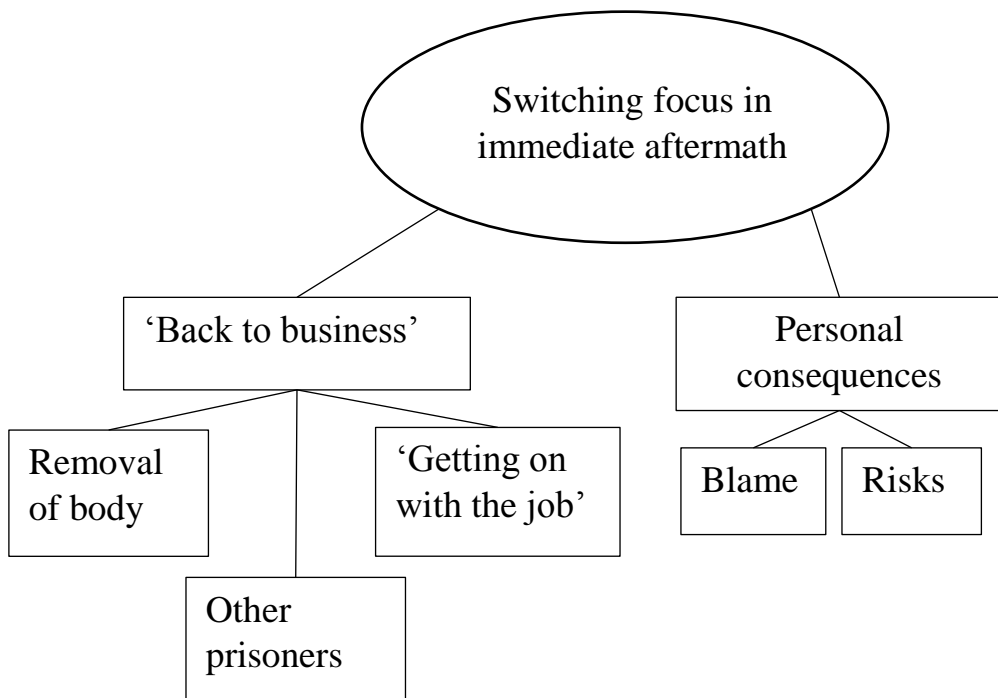 Switching focus in
immediate aftermath
‘Back to business’
Personal
consequences
Removal
of body
‘Getting on
with the job’
Blame
Risks
Other
prisoners